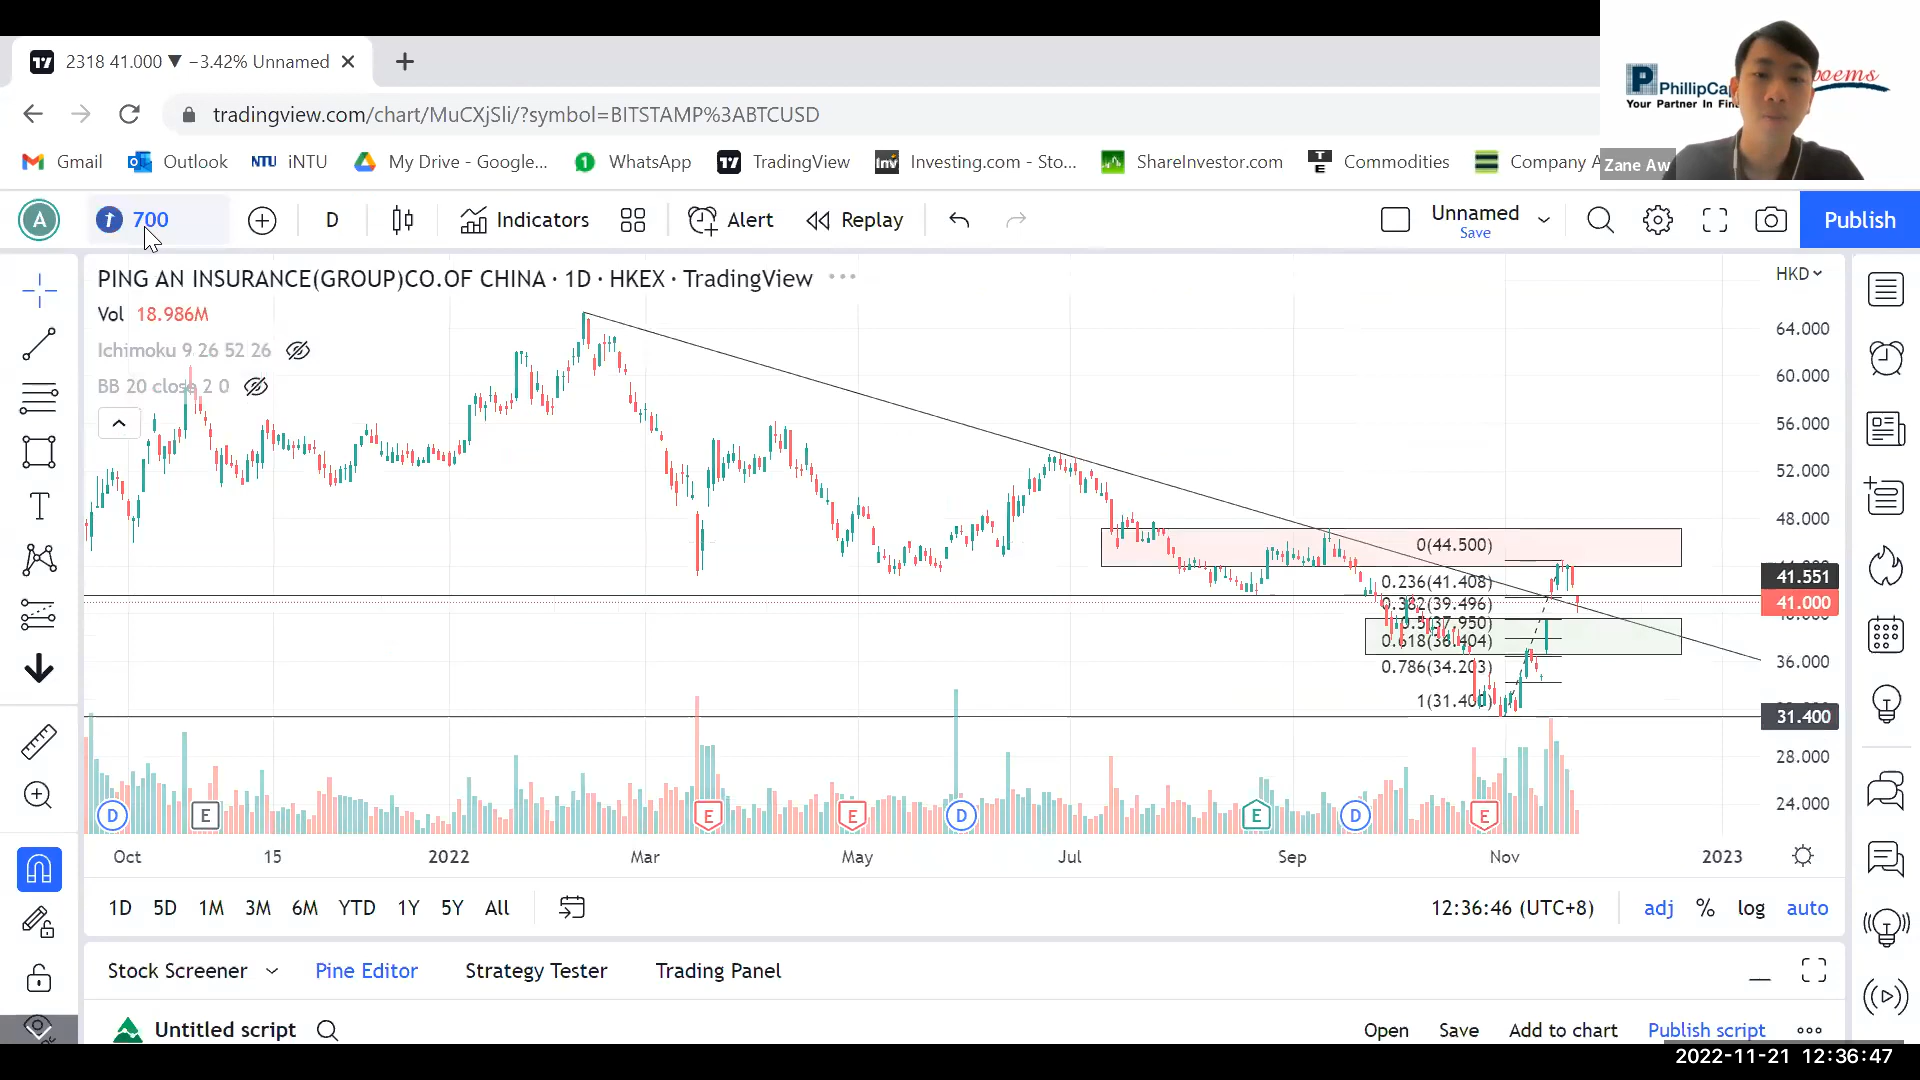 2318 41.000 ▼ −3.42% Unnamed
tradingview.com/chart/MuCXjSli/?symbol=BITSTAMP%3ABTCUSD
PhillipCa
poems
Your Partner In Fin
Zane Aw
Gmail Outlook NTU iNTU My Drive - Google... WhatsApp TradingView Investing.com - Sto... ShareInvestor.com Commodities Company A
A 700 D Indicators Alert Replay Unnamed Publish
Save
PING AN INSURANCE(GROUP)CO.OF CHINA · 1D · HKEX · TradingView
HKD
Vol 18.986M
Ichimoku 9 26 52 26
BB 20 close 2 0
64.000
60.000
56.000
52.000
48.000
41.551
41.000
36.000
31.400
28.000
24.000
0(44.500)
0.236(41.408)
0.382(39.496)
0.5(37.950)
0.618(36.404)
0.786(34.203)
1(31.400)
D E E E D E D E
Oct 15 2022 Mar May Jul Sep Nov 2023
1D 5D 1M 3M 6M YTD 1Y 5Y All
12:36:46 (UTC+8) adj % log auto
Stock Screener Pine Editor Strategy Tester Trading Panel
Untitled script Open Save Add to chart Publish script
2022-11-21 12:36:47